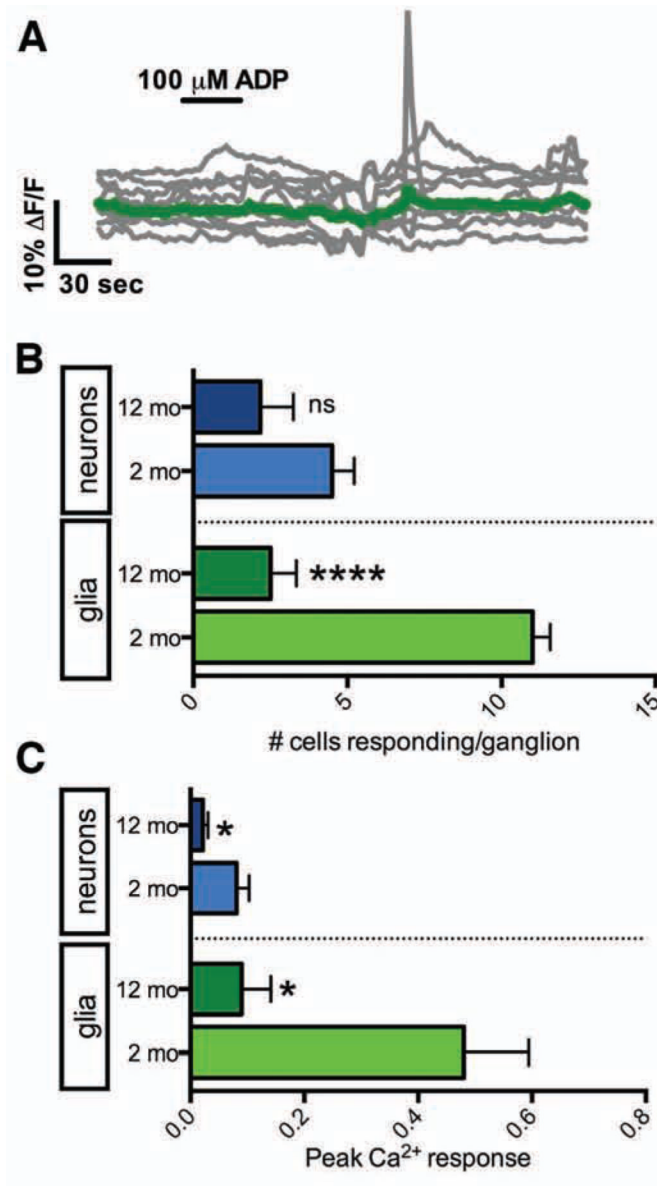 A
100 μM ADP
10% ΔF/F
30 sec
B
neurons
12 mo
ns
2 mo
glia
12 mo
****
2 mo
0
5
10
15
# cells responding/ganglion
C
neurons
12 mo
*
2 mo
glia
12 mo
*
2 mo
0.0
0.2
0.4
0.6
0.8
Peak Ca²⁺ response